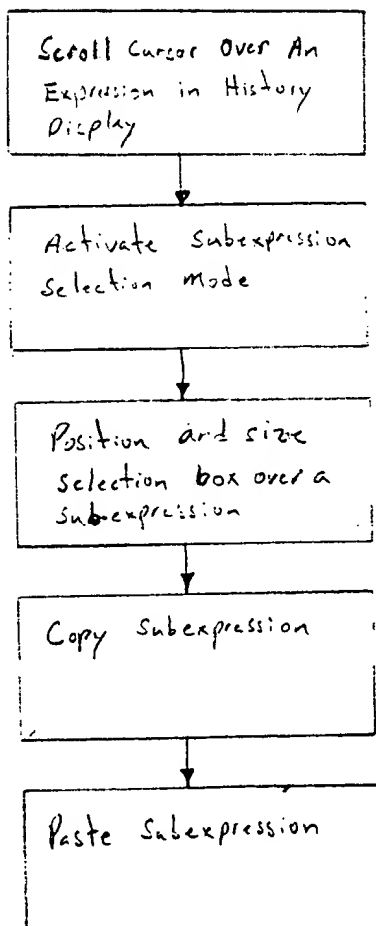 Scroll Cursor Over An
Expression in History
Display
Activate Subexpression
Selection Mode
Position and size
selection box over a
subexpression
Copy Subexpression
Paste Subexpression